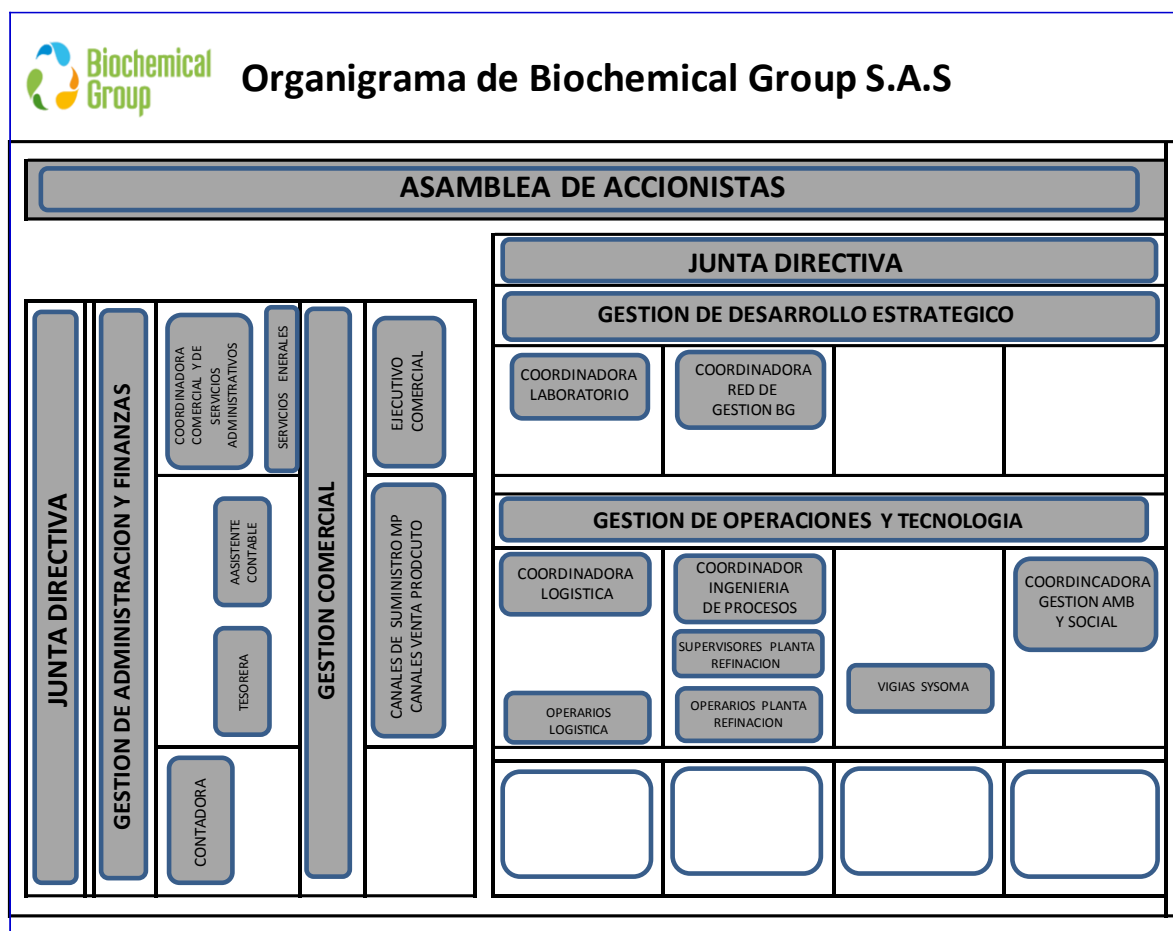 Biochemical
Group
Organigrama de Biochemical Group S.A.S
ASAMBLEA DE ACCIONISTAS
JUNTA DIRECTIVA
GESTION DE ADMINISTRACION Y FINANZAS
COORDINADORA
COMERCIAL Y DE
SERVICIOS
ADMINISTRATIVOS
SERVICIOS ENERALES
AASISTENTE
CONTABLE
TESORERA
CONTADORA
GESTION COMERCIAL
EJECUTIVO
COMERCIAL
CANALES DE SUMINISTRO MP
CANALES VENTA PRODCUTO
JUNTA DIRECTIVA
GESTION DE DESARROLLO ESTRATEGICO
COORDINADORA
LABORATORIO
COORDINADORA
RED DE
GESTION BG
GESTION DE OPERACIONES Y TECNOLOGIA
COORDINADORA
LOGISTICA
OPERARIOS
LOGISTICA
COORDINADOR
INGENIERIA
DE PROCESOS
SUPERVISORES PLANTA
REFINACION
OPERARIOS PLANTA
REFINACION
VIGIAS SYSOMA
COORDINCADORA
GESTION AMB
Y SOCIAL